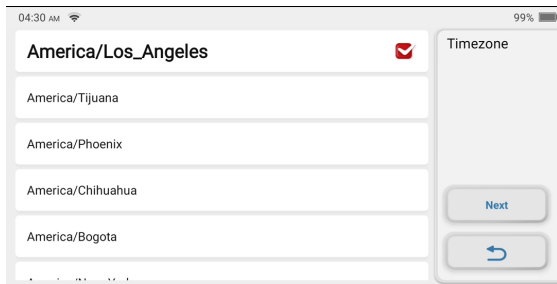 04:30 AM
99%
America/Los_Angeles
America/Tijuana
America/Phoenix
America/Chihuahua
America/Bogota
Timezone
Next